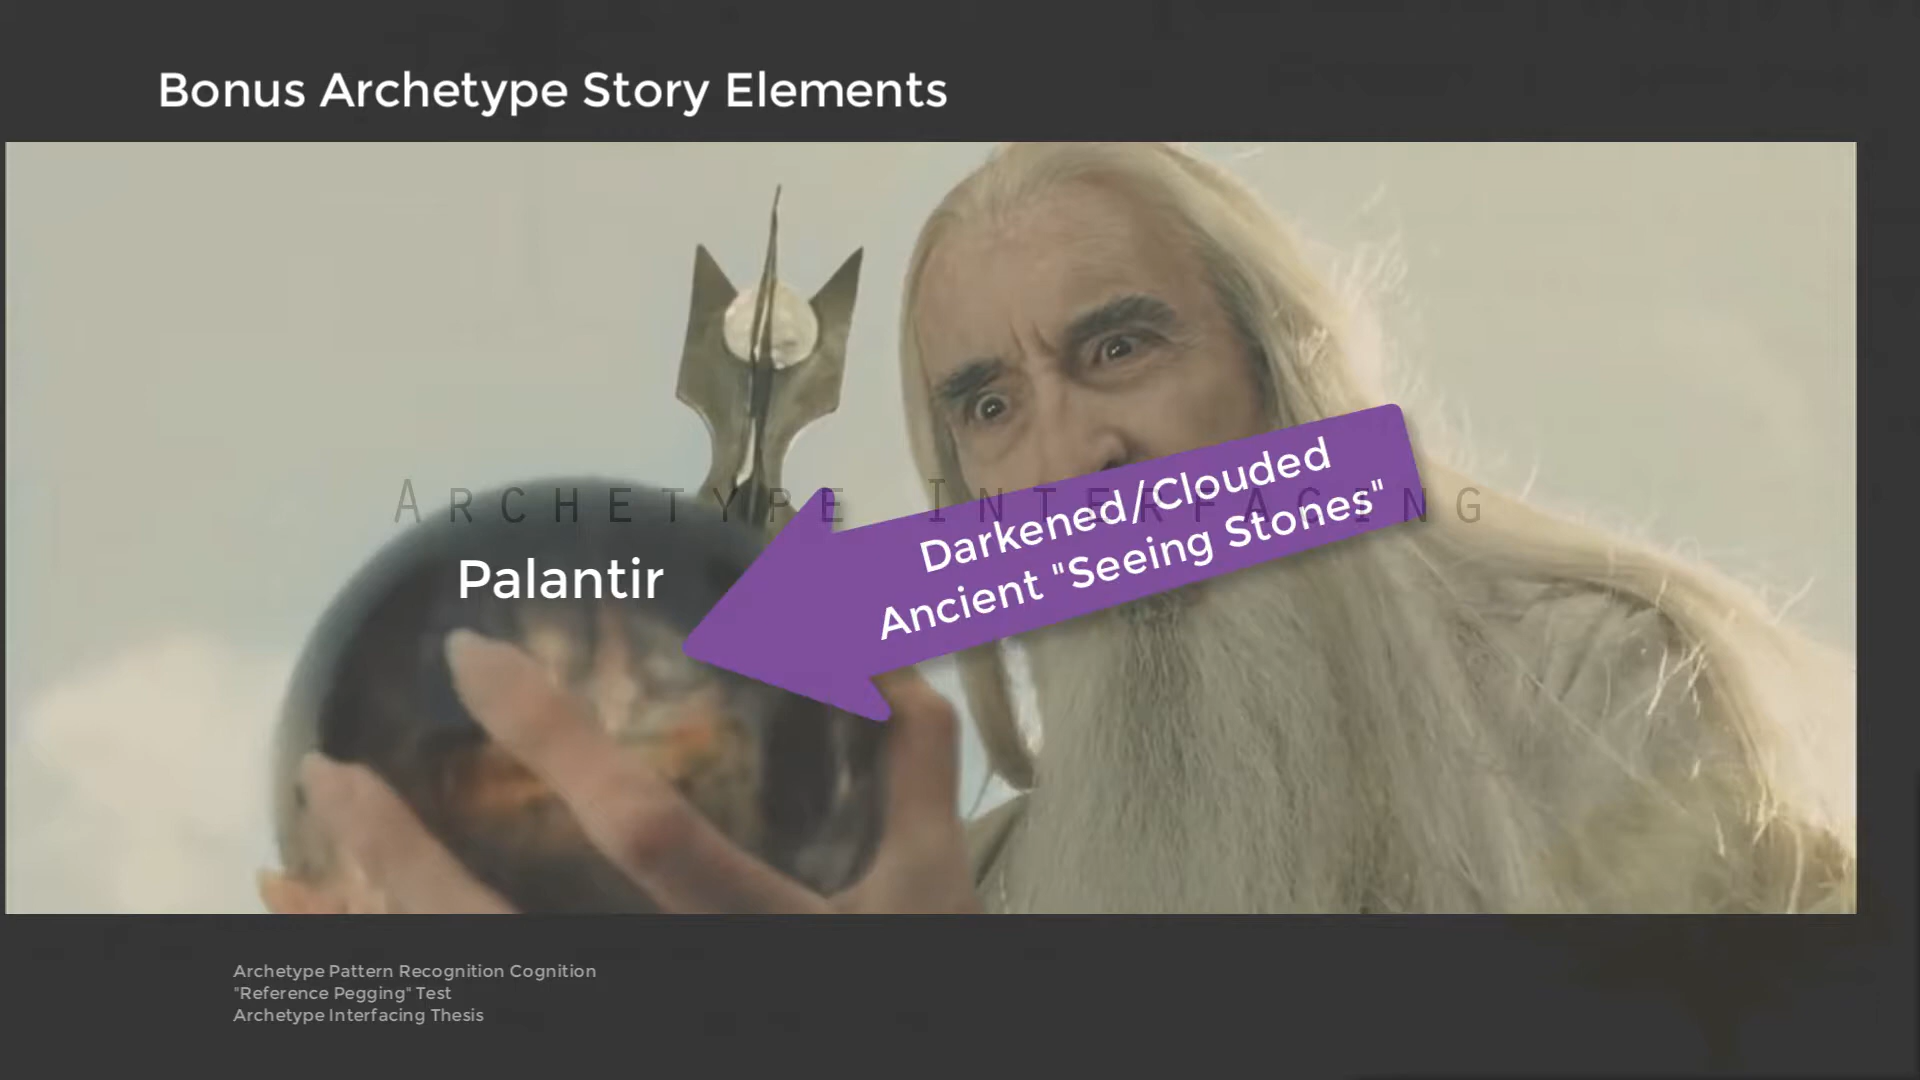 Bonus Archetype Story Elements
Archetype Interfacing
Darkened/Clouded
Ancient "Seeing Stones"
Palantir
Archetype Pattern Recognition Cognition
"Reference Pegging" Test
Archetype Interfacing Thesis